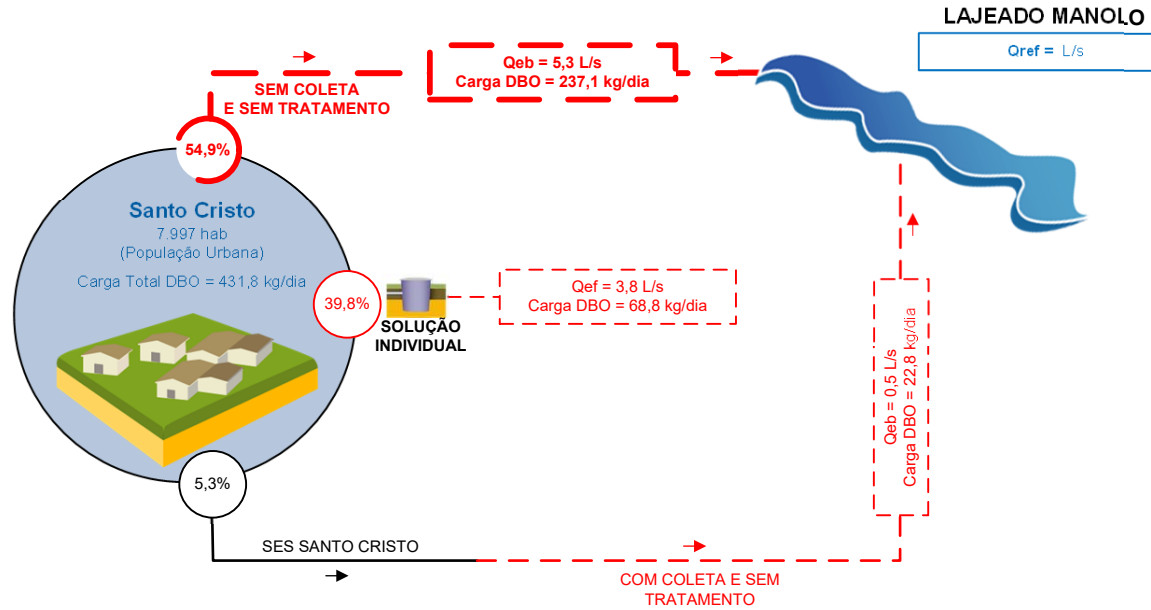 LAJEADO MANOLO
Qref = L/s
Qeb = 5,3 L/s
Carga DBO = 237,1 kg/dia
SEM COLETA
E SEM TRATAMENTO
54,9%
Santo Cristo
7.997 hab
(População Urbana)
Carga Total DBO = 431,8 kg/dia
39,8%
SOLUÇÃO
INDIVIDUAL
Qef = 3,8 L/s
Carga DBO = 68,8 kg/dia
Qeb = 0,5 L/s
Carga DBO = 22,8 kg/dia
5,3%
SES SANTO CRISTO
COM COLETA E SEM
TRATAMENTO